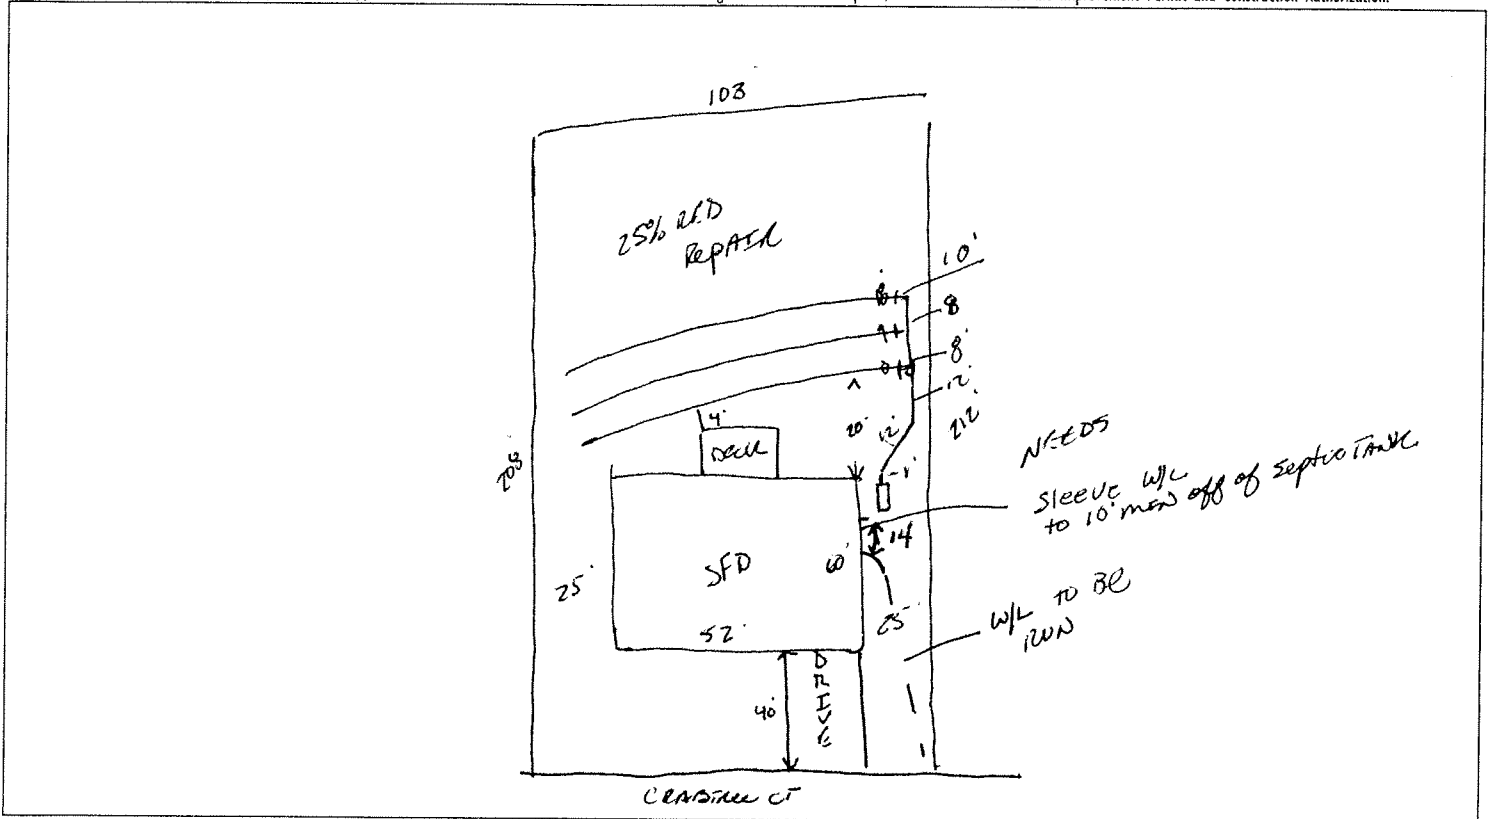 103
25% RED
REPAIR
10'
8
8'
12'
12'
20'
212'
4'
DECK
NEEDS
SLEEVE W/L
TO 10' MIN OFF OF SEPTIC TANK
14
SFD
60'
25'
52'
25'
W/L TO BE
RUN
40'
DRIVE
CRABTREE CT